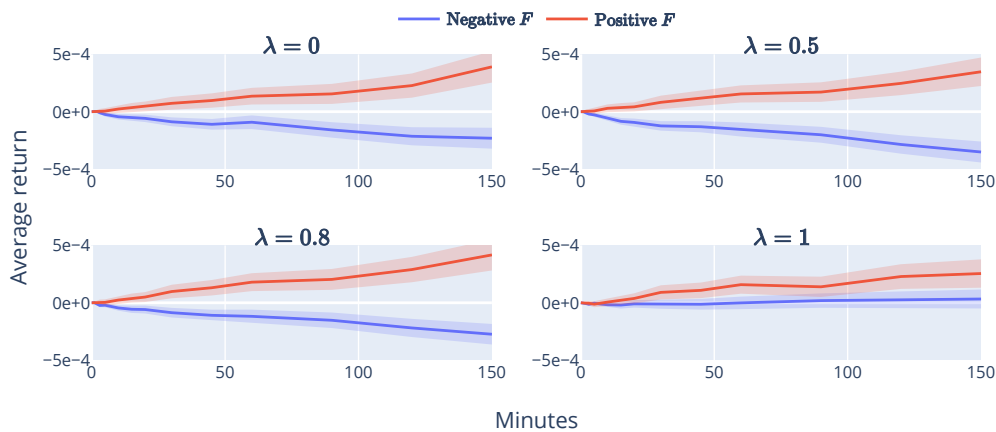 Negative F Positive F
λ = 0 λ = 0.5
5e−4 5e−4
0e+0 0e+0
−5e−4 −5e−4
0 50 100 150 0 50 100 150
Average return
λ = 0.8 λ = 1
5e−4 5e−4
0e+0 0e+0
−5e−4 −5e−4
0 50 100 150 0 50 100 150
Minutes